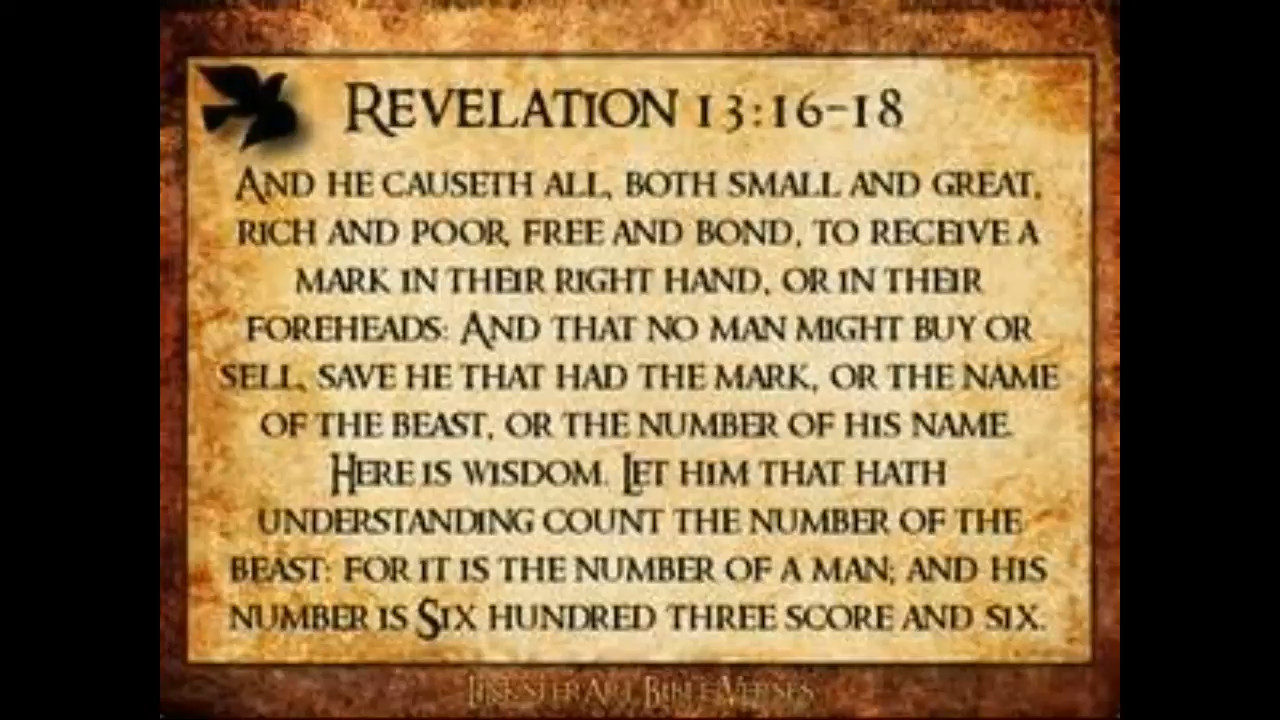 Revelation 13:16-18
And he causeth all, both small and great,
rich and poor, free and bond, to receive a
mark in their right hand, or in their
foreheads: And that no man might buy or
sell, save he that had the mark, or the name
of the beast, or the number of his name.
Here is wisdom. Let him that hath
understanding count the number of the
beast: for it is the number of a man; and his
number is Six hundred three score and six.
Bible Verses